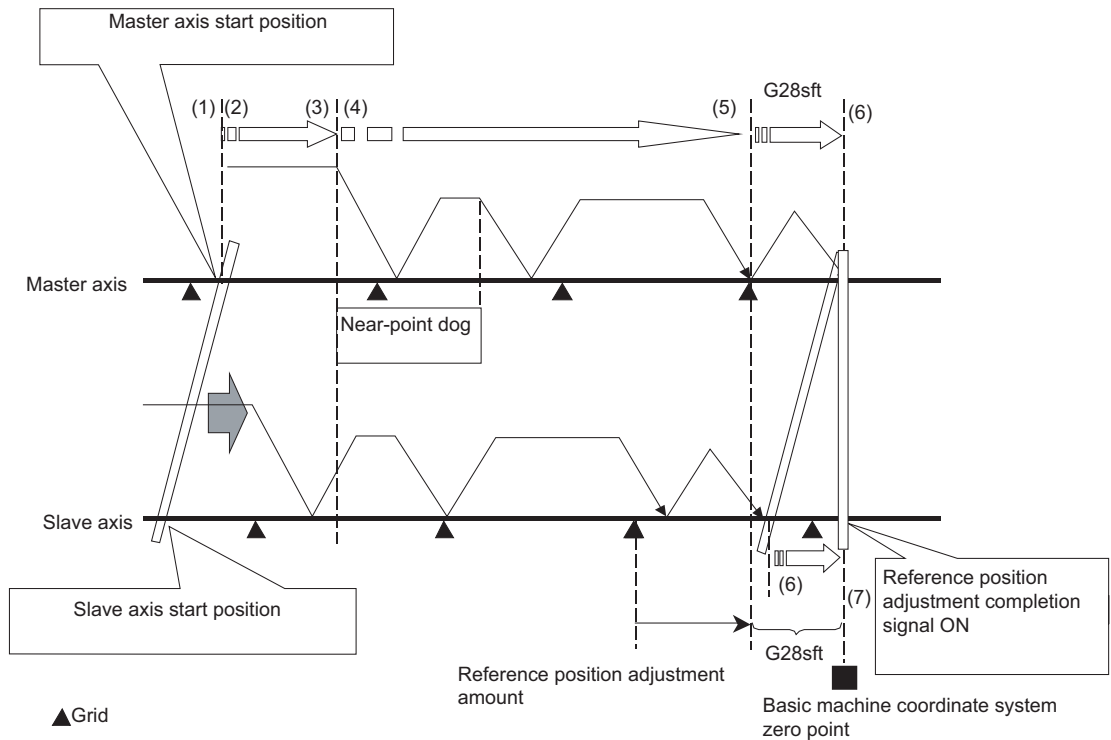 Master axis start position
G28sft
(1)
(2)
(3)
(4)
(5)
(6)
Master axis
Near-point dog
Slave axis
Slave axis start position
(6)
(7)
Reference position
adjustment completion
signal ON
G28sft
Reference position adjustment
amount
Basic machine coordinate system
zero point
Grid